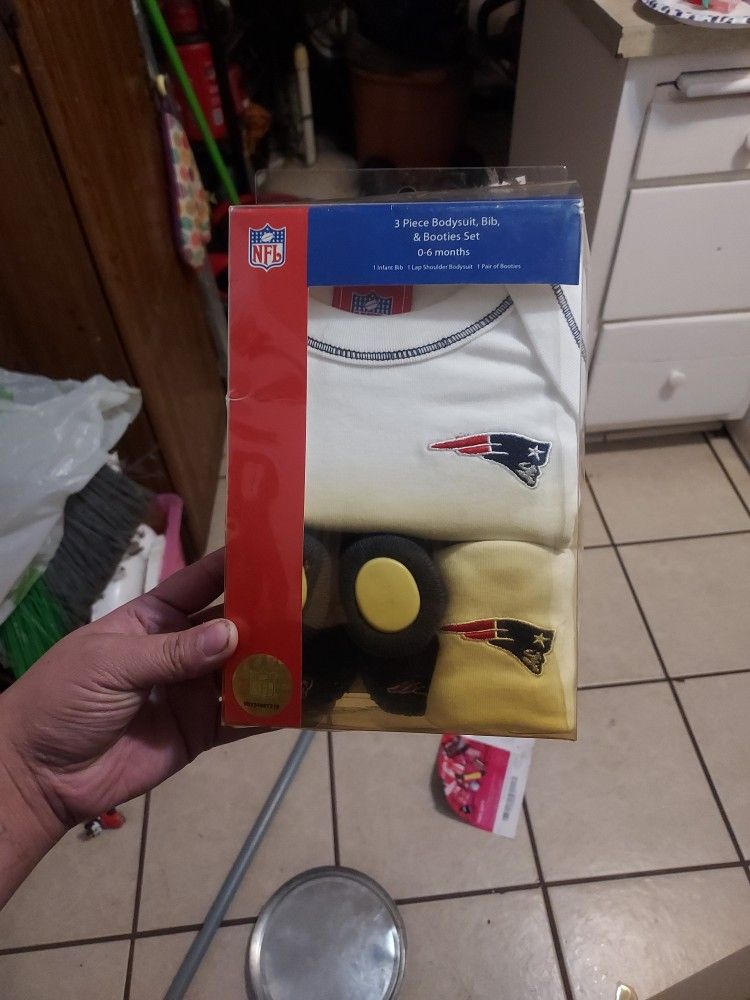 3 Piece Bodysuit, Bib,
& Booties Set
0-6 months
1 Infant Bib 1 Lap Shoulder Bodysuit 1 Pair of Booties
NFL